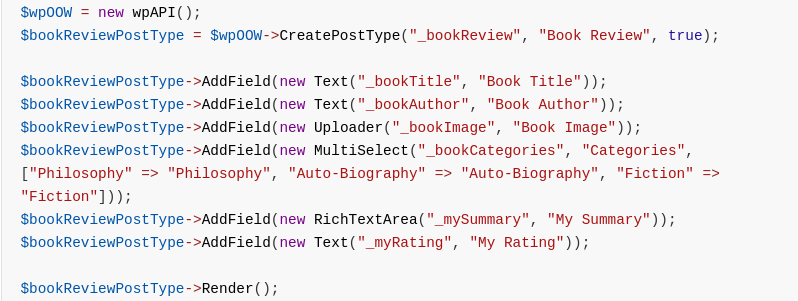 $wpOOW = new wpAPI();
$bookReviewPostType = $wpOOW->CreatePostType("_bookReview", "Book Review", true);
$bookReviewPostType->AddField(new Text("_bookTitle", "Book Title"));
$bookReviewPostType->AddField(new Text("_bookAuthor", "Book Author"));
$bookReviewPostType->AddField(new Uploader("_bookImage", "Book Image"));
$bookReviewPostType->AddField(new MultiSelect("_bookCategories", "Categories",
["Philosophy" => "Philosophy", "Auto-Biography" => "Auto-Biography", "Fiction" =>
"Fiction"]));
$bookReviewPostType->AddField(new RichTextArea("_mySummary", "My Summary"));
$bookReviewPostType->AddField(new Text("_myRating", "My Rating"));
$bookReviewPostType->Render();